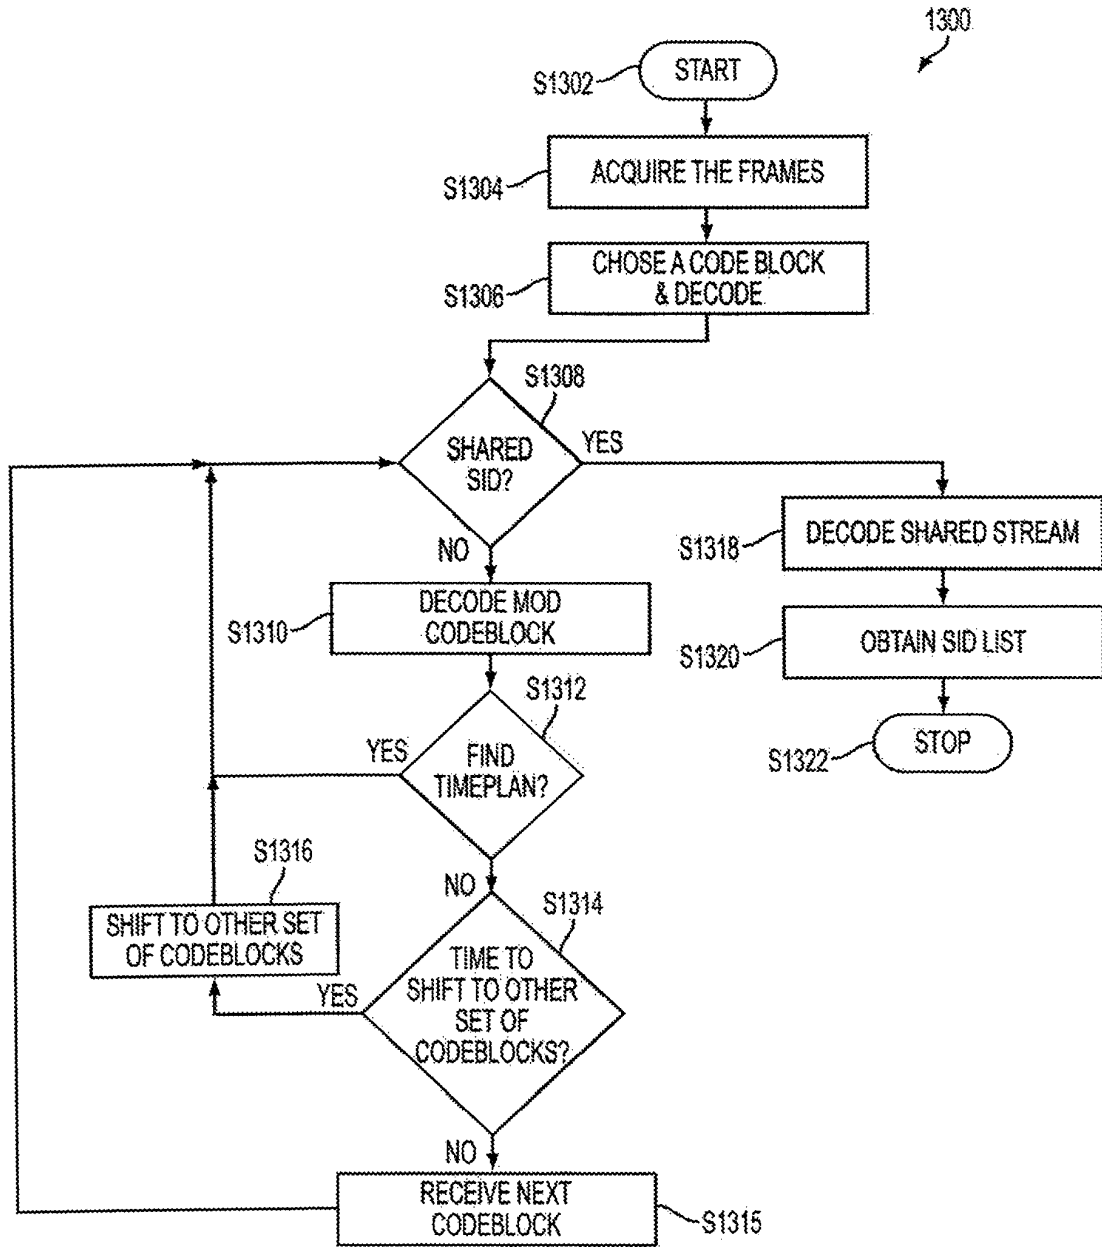 1300
START
S1302
ACQUIRE THE FRAMES
S1304
CHOSE A CODE BLOCK
& DECODE
S1306
S1308
SHARED
SID?
YES
NO
DECODE SHARED STREAM
S1318
DECODE MOD
CODEBLOCK
S1310
OBTAIN SID LIST
S1320
S1312
FIND
TIMEPLAN?
YES
NO
STOP
S1322
S1316
SHIFT TO OTHER SET
OF CODEBLOCKS
S1314
TIME TO
SHIFT TO OTHER
SET OF
CODEBLOCKS?
YES
NO
RECEIVE NEXT
CODEBLOCK
S1315